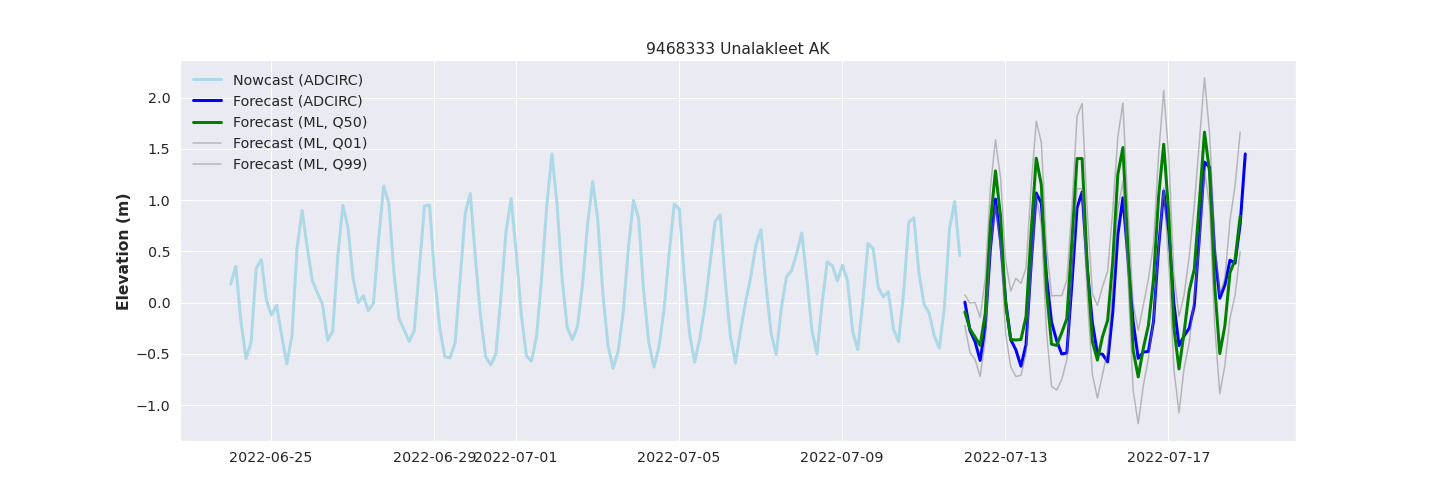 9468333 Unalakleet AK
Nowcast (ADCIRC)
Forecast (ADCIRC)
Forecast (ML, Q50)
Forecast (ML, Q01)
Forecast (ML, Q99)
Elevation (m)
2.0
1.5
1.0
0.5
0.0
−0.5
−1.0
2022-06-25 2022-06-29 2022-07-01 2022-07-05 2022-07-09 2022-07-13 2022-07-17